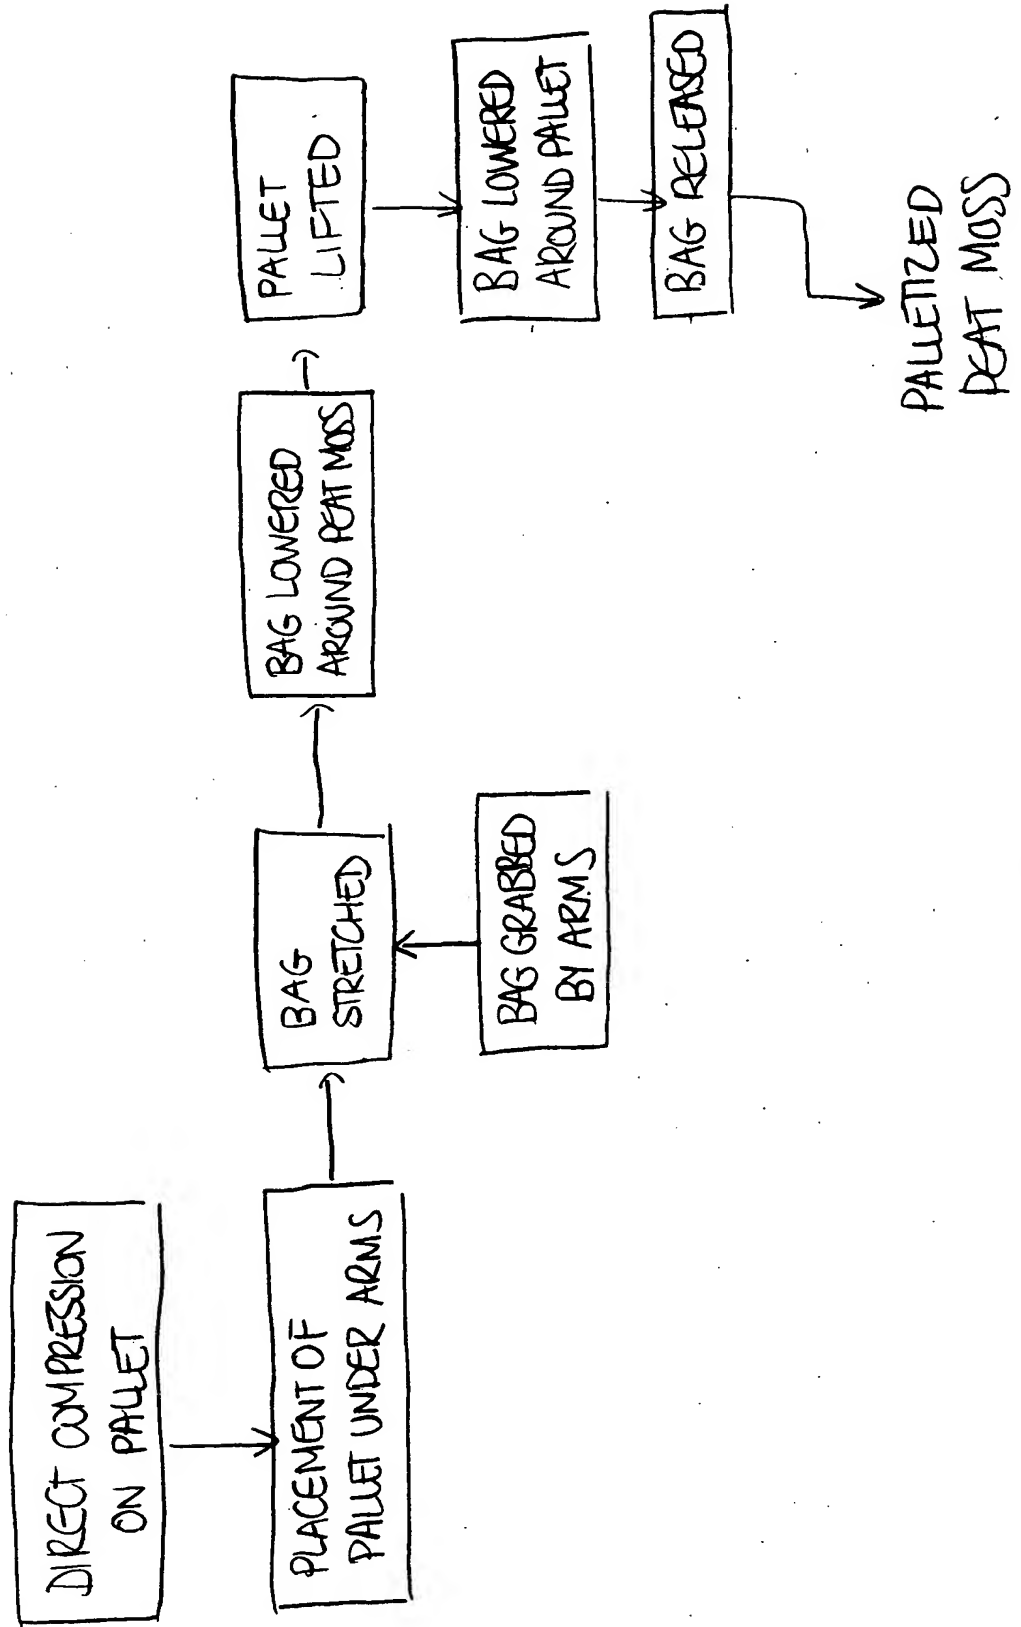 DIRECT COMPRESSION
ON PALLET
PLACEMENT OF
PALLET UNDER ARMS
BAG
STRETCHED
BAG GRABBED
BY ARMS
BAG LOWERED
AROUND PEAT MOSS
PALLET
LIFTED
BAG LOWERED
AROUND PALLET
BAG RELEASED
PALLETIZED
PEAT MOSS